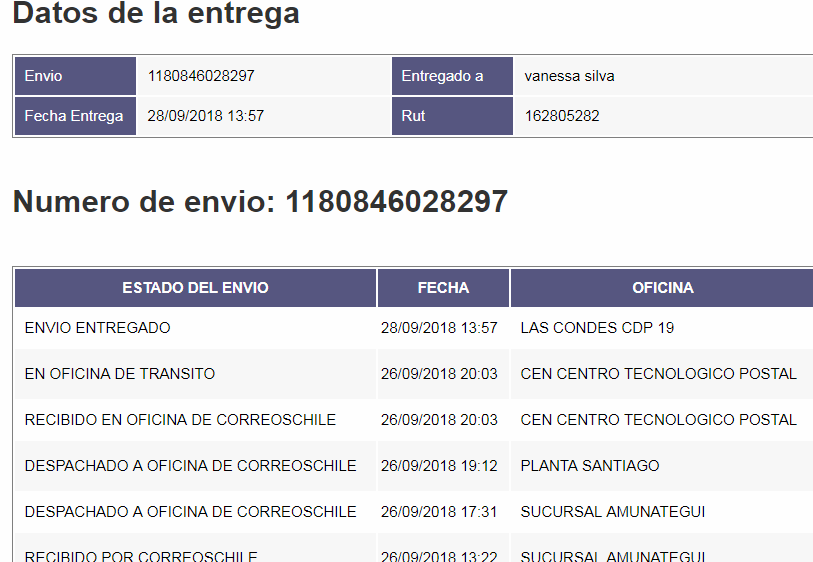 Datos de la entrega
Envio 1180846028297 Entregado a vanessa silva
Fecha Entrega 28/09/2018 13:57 Rut 162805282
Numero de envio: 1180846028297
ESTADO DEL ENVIO FECHA OFICINA
ENVIO ENTREGADO 28/09/2018 13:57 LAS CONDES CDP 19
EN OFICINA DE TRANSITO 26/09/2018 20:03 CEN CENTRO TECNOLOGICO POSTAL
RECIBIDO EN OFICINA DE CORREOSCHILE 26/09/2018 20:03 CEN CENTRO TECNOLOGICO POSTAL
DESPACHADO A OFICINA DE CORREOSCHILE 26/09/2018 19:12 PLANTA SANTIAGO
DESPACHADO A OFICINA DE CORREOSCHILE 26/09/2018 17:31 SUCURSAL AMUNATEGUI
RECIBIDO POR CORREOSCHILE 26/09/2018 13:22 SUCURSAL AMUNATEGUI